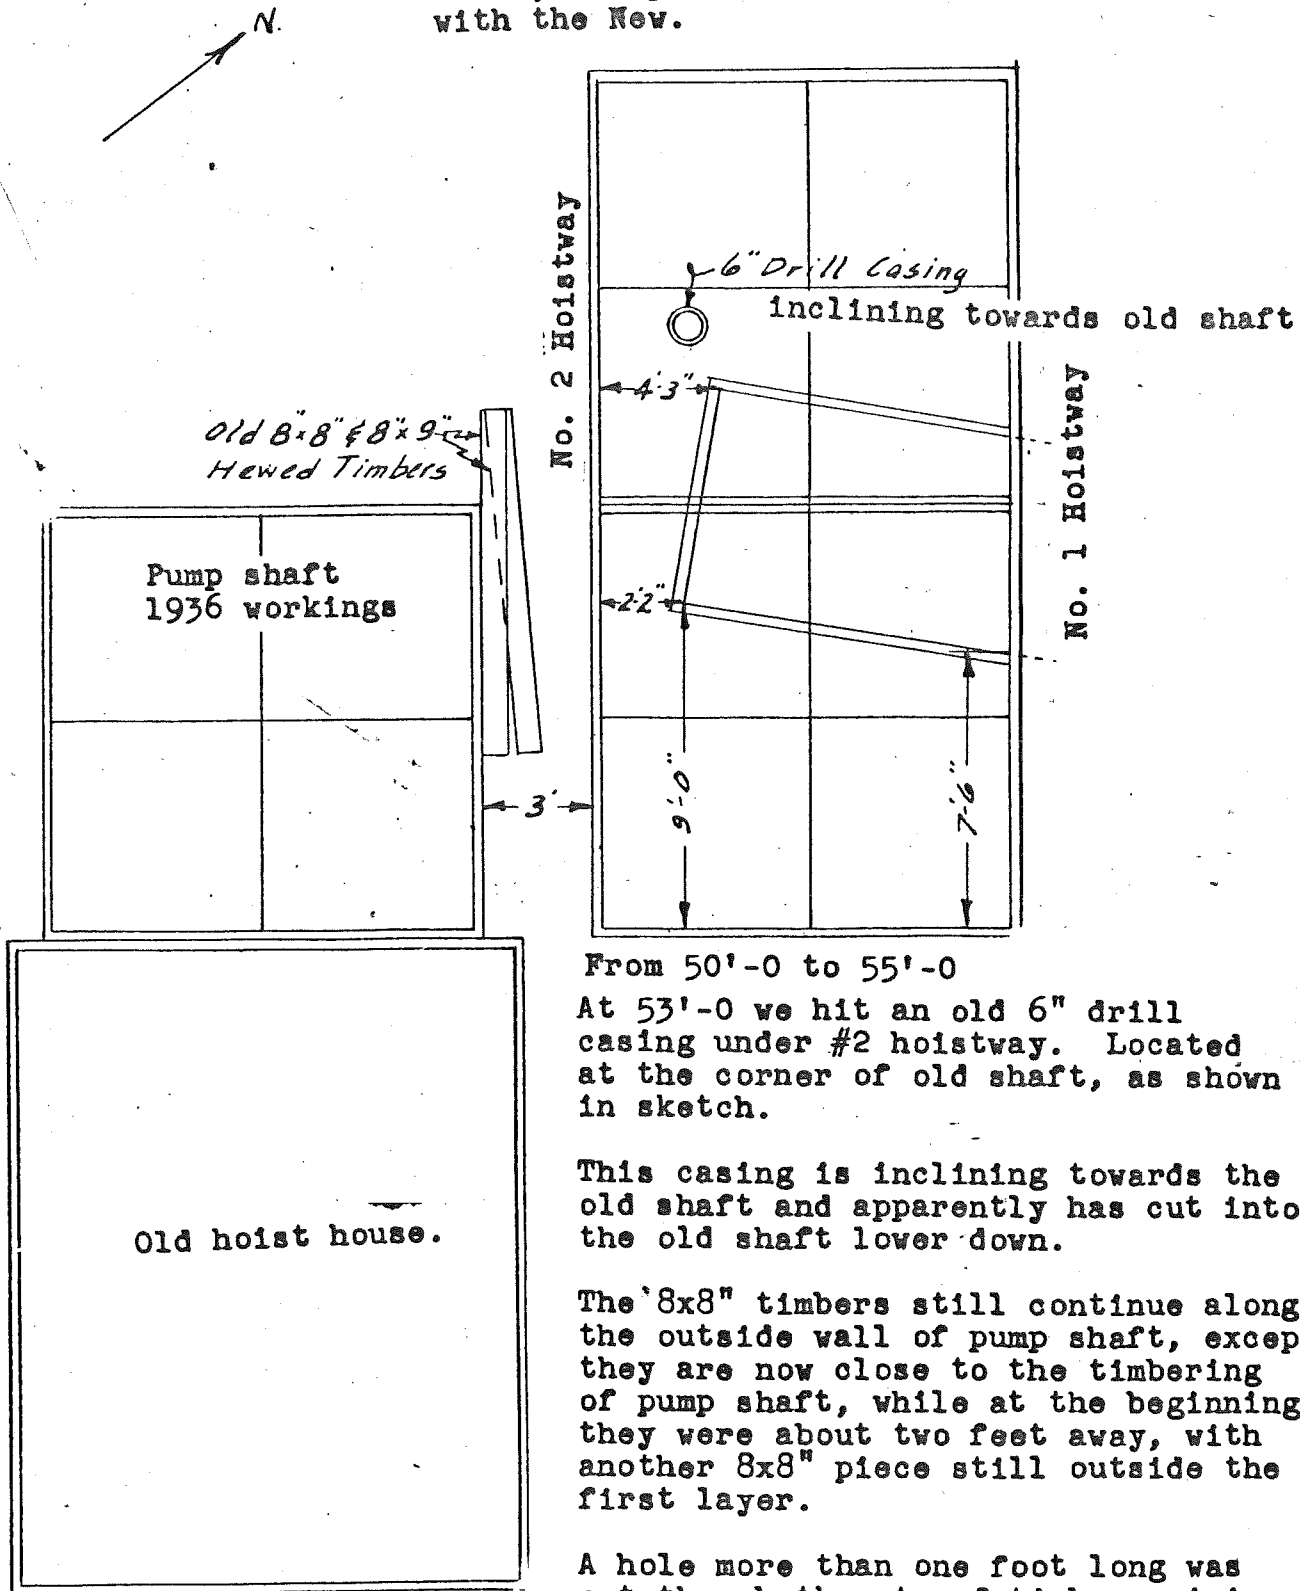 with the New.
N.
No. 2 Hoistway
6" Drill Casing
inclining towards old shaft
4'-3"
No. 1 Hoistway
Old 8"x8" & 8"x9"
Hewed Timbers
Pump shaft
1936 workings
2'-2"
9'-0"
7'-6"
3'
From 50'-0 to 55'-0
At 53'-0 we hit an old 6" drill
casing under #2 hoistway. Located
at the corner of old shaft, as shown
in sketch.
This casing is inclining towards the
old shaft and apparently has cut into
the old shaft lower down.
Old hoist house.
The 8x8" timbers still continue along
the outside wall of pump shaft, excep
they are now close to the timbering
of pump shaft, while at the beginning
they were about two feet away, with
another 8x8" piece still outside the
first layer.
A hole more than one foot long was